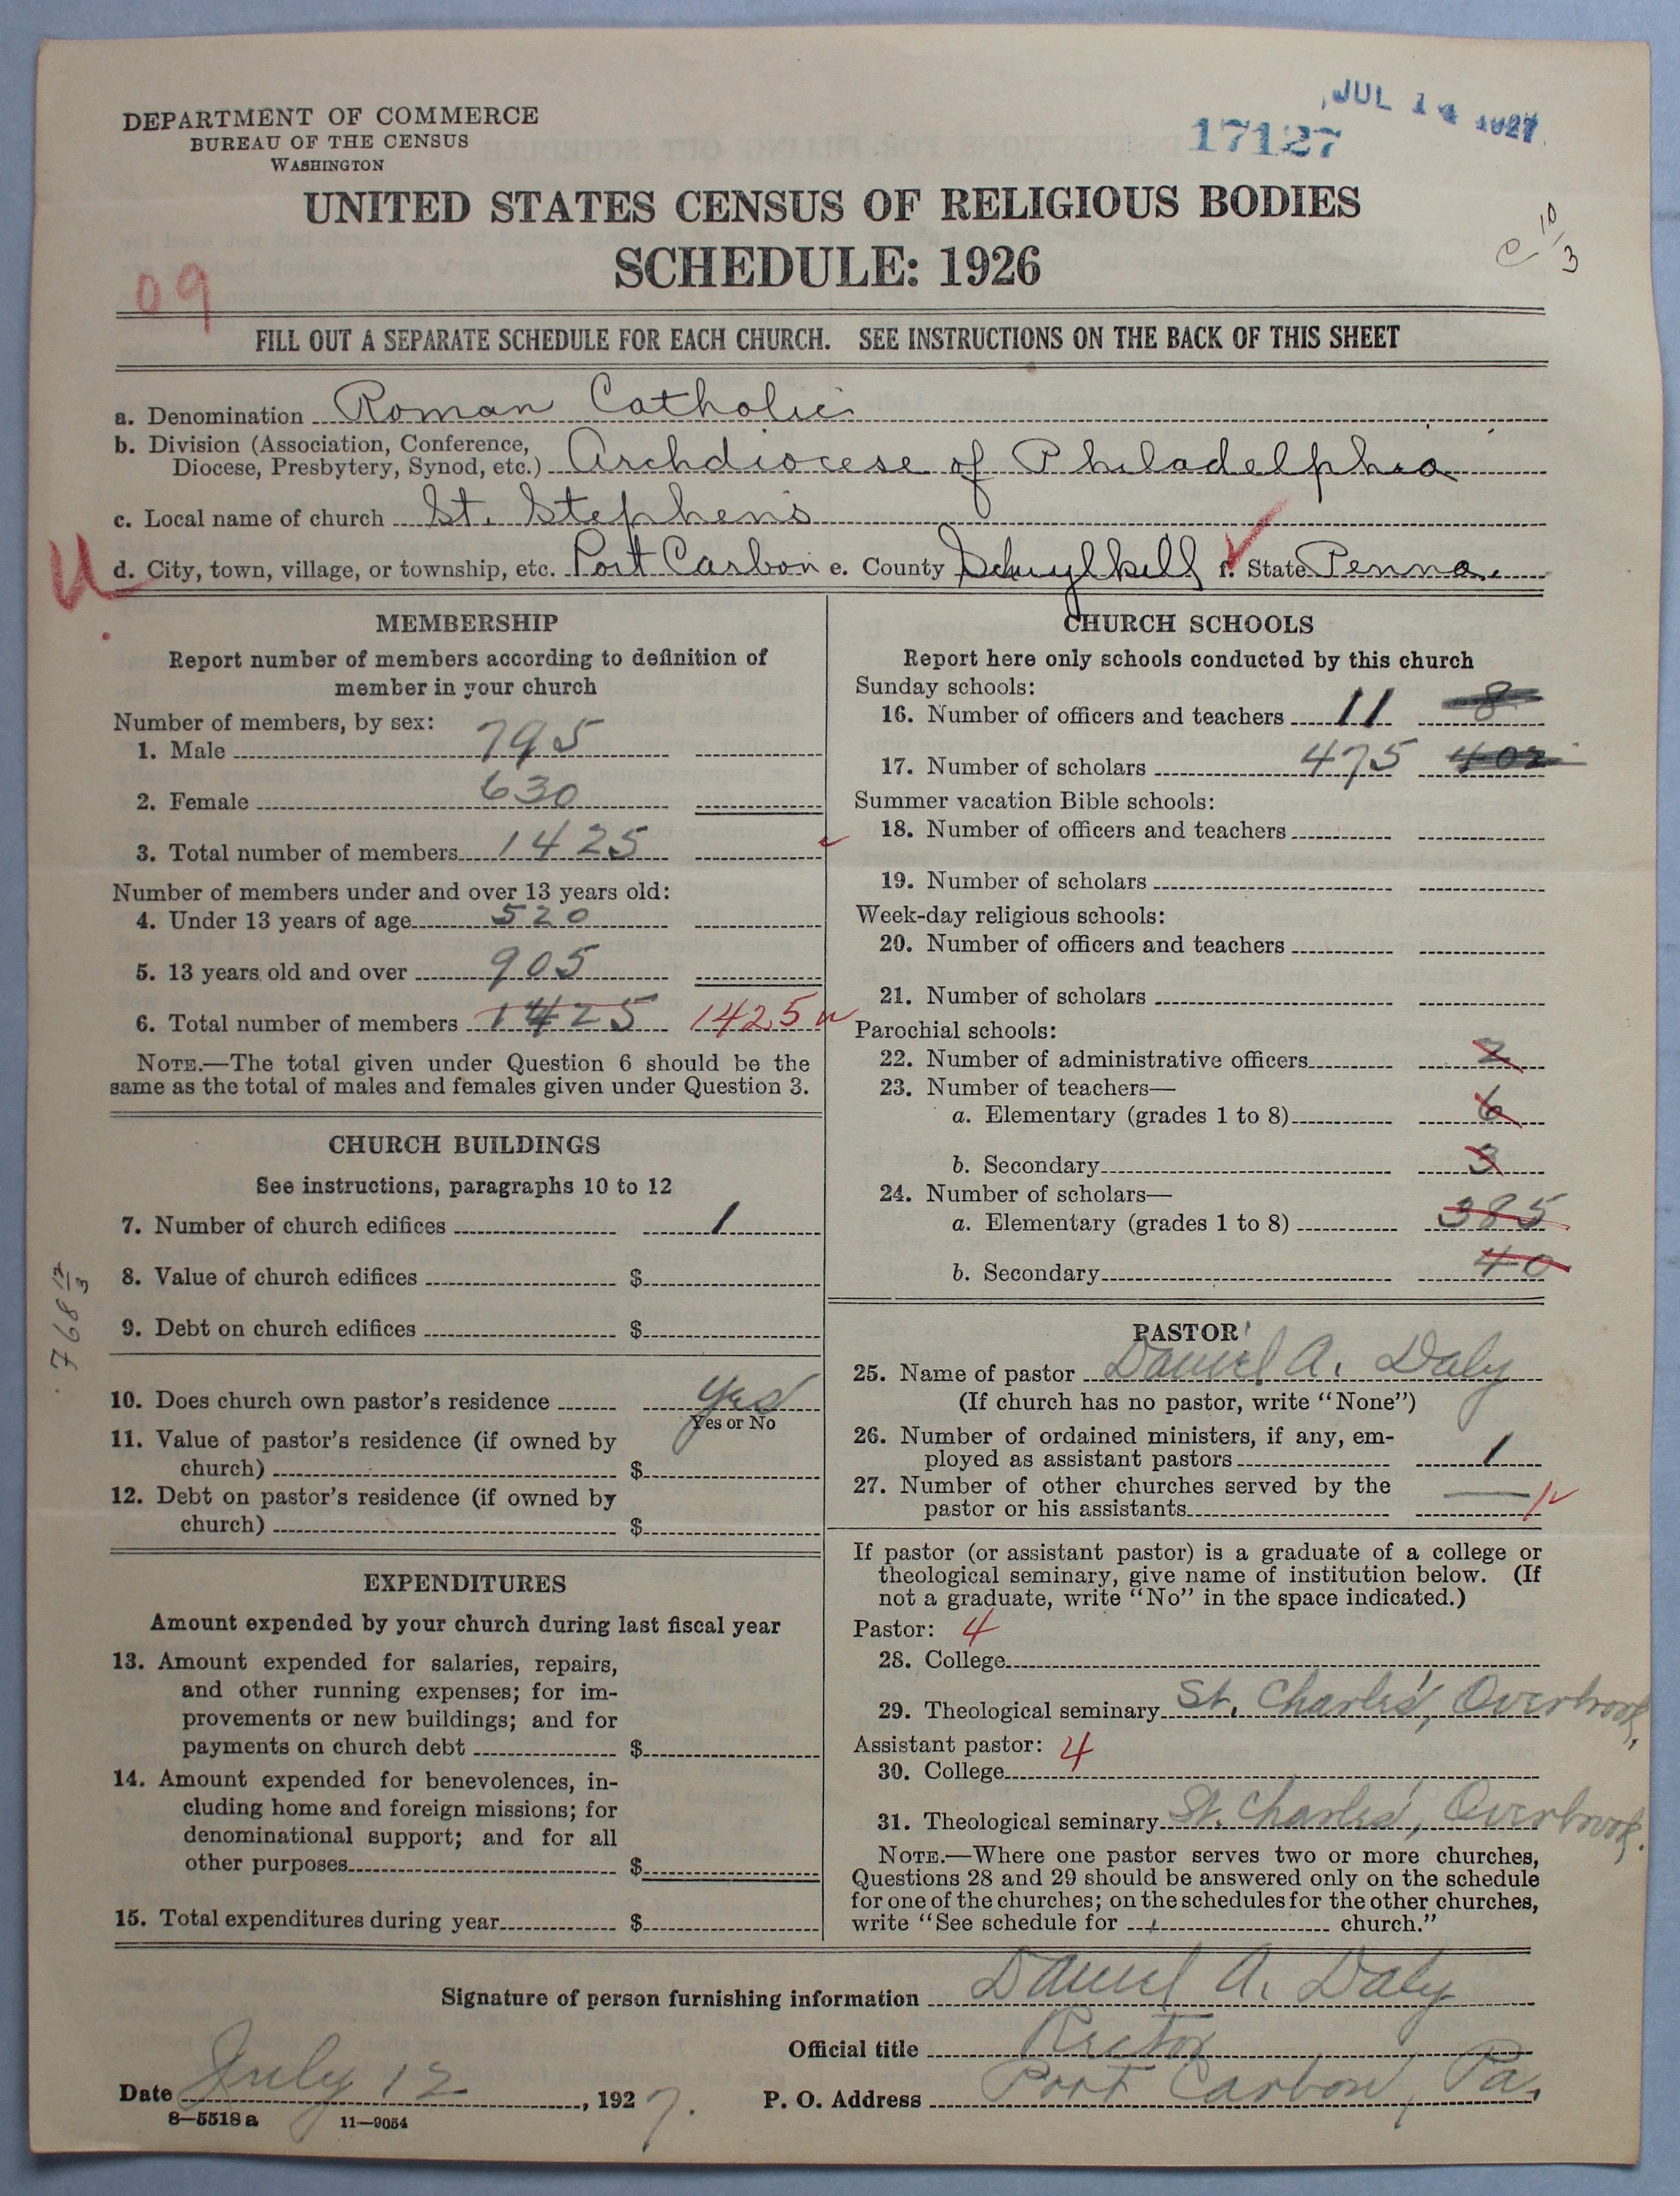 DEPARTMENT OF COMMERCE
BUREAU OF THE CENSUS
WASHINGTON
17127
JUL 14 1927
UNITED STATES CENSUS OF RELIGIOUS BODIES
SCHEDULE: 1926
09
C 10/3
FILL OUT A SEPARATE SCHEDULE FOR EACH CHURCH. SEE INSTRUCTIONS ON THE BACK OF THIS SHEET
a. Denomination Roman Catholic
b. Division (Association, Conference,
Diocese, Presbytery, Synod, etc.) Archdiocese of Philadelphia
c. Local name of church St. Stephen's
U
d. City, town, village, or township, etc. Port Carbon e. County Schuylkill f. State Penna.
MEMBERSHIP
Report number of members according to definition of
member in your church
Number of members, by sex:
1. Male 795
2. Female 630
3. Total number of members 1425
Number of members under and over 13 years old:
4. Under 13 years of age 520
5. 13 years old and over 905
6. Total number of members 1425 1425
NOTE.—The total given under Question 6 should be the
same as the total of males and females given under Question 3.
CHURCH BUILDINGS
See instructions, paragraphs 10 to 12
7. Number of church edifices 1
8. Value of church edifices $
9. Debt on church edifices $
10. Does church own pastor's residence Yes
Yes or No
11. Value of pastor's residence (if owned by
church) $
12. Debt on pastor's residence (if owned by
church) $
EXPENDITURES
Amount expended by your church during last fiscal year
13. Amount expended for salaries, repairs,
and other running expenses; for im-
provements or new buildings; and for
payments on church debt $
14. Amount expended for benevolences, in-
cluding home and foreign missions; for
denominational support; and for all
other purposes $
15. Total expenditures during year $
CHURCH SCHOOLS
Report here only schools conducted by this church
Sunday schools:
16. Number of officers and teachers 11 8
17. Number of scholars 475 402
Summer vacation Bible schools:
18. Number of officers and teachers
19. Number of scholars
Week-day religious schools:
20. Number of officers and teachers
21. Number of scholars
Parochial schools:
22. Number of administrative officers 2
23. Number of teachers—
a. Elementary (grades 1 to 8) 6
b. Secondary 3
24. Number of scholars—
a. Elementary (grades 1 to 8) 385
b. Secondary 40
PASTOR
25. Name of pastor Daniel A. Daly
(If church has no pastor, write "None")
26. Number of ordained ministers, if any, em-
ployed as assistant pastors 1
27. Number of other churches served by the
pastor or his assistants —
If pastor (or assistant pastor) is a graduate of a college or
theological seminary, give name of institution below. (If
not a graduate, write "No" in the space indicated.)
Pastor: 4
28. College
29. Theological seminary St. Charles', Overbrook,
Assistant pastor: 4
30. College
31. Theological seminary St. Charles', Overbrook.
NOTE.—Where one pastor serves two or more churches,
Questions 28 and 29 should be answered only on the schedule
for one of the churches; on the schedules for the other churches,
write "See schedule for church."
Signature of person furnishing information Daniel A. Daly
Official title Rector
Date July 12, 1927. P. O. Address Port Carbon, Pa.
8—5518a 11—9054